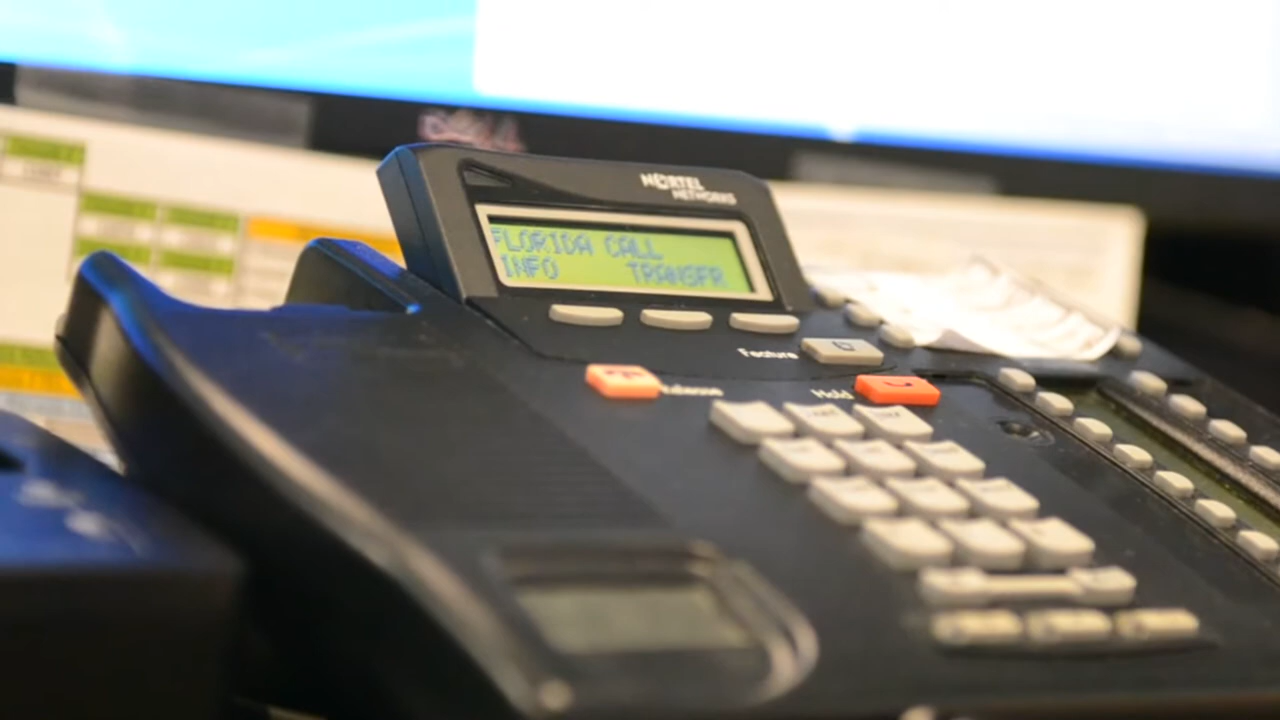 NORTEL
NETWORKS
FLORIDA CALL
INFO TRANSFR
Feature
Hold